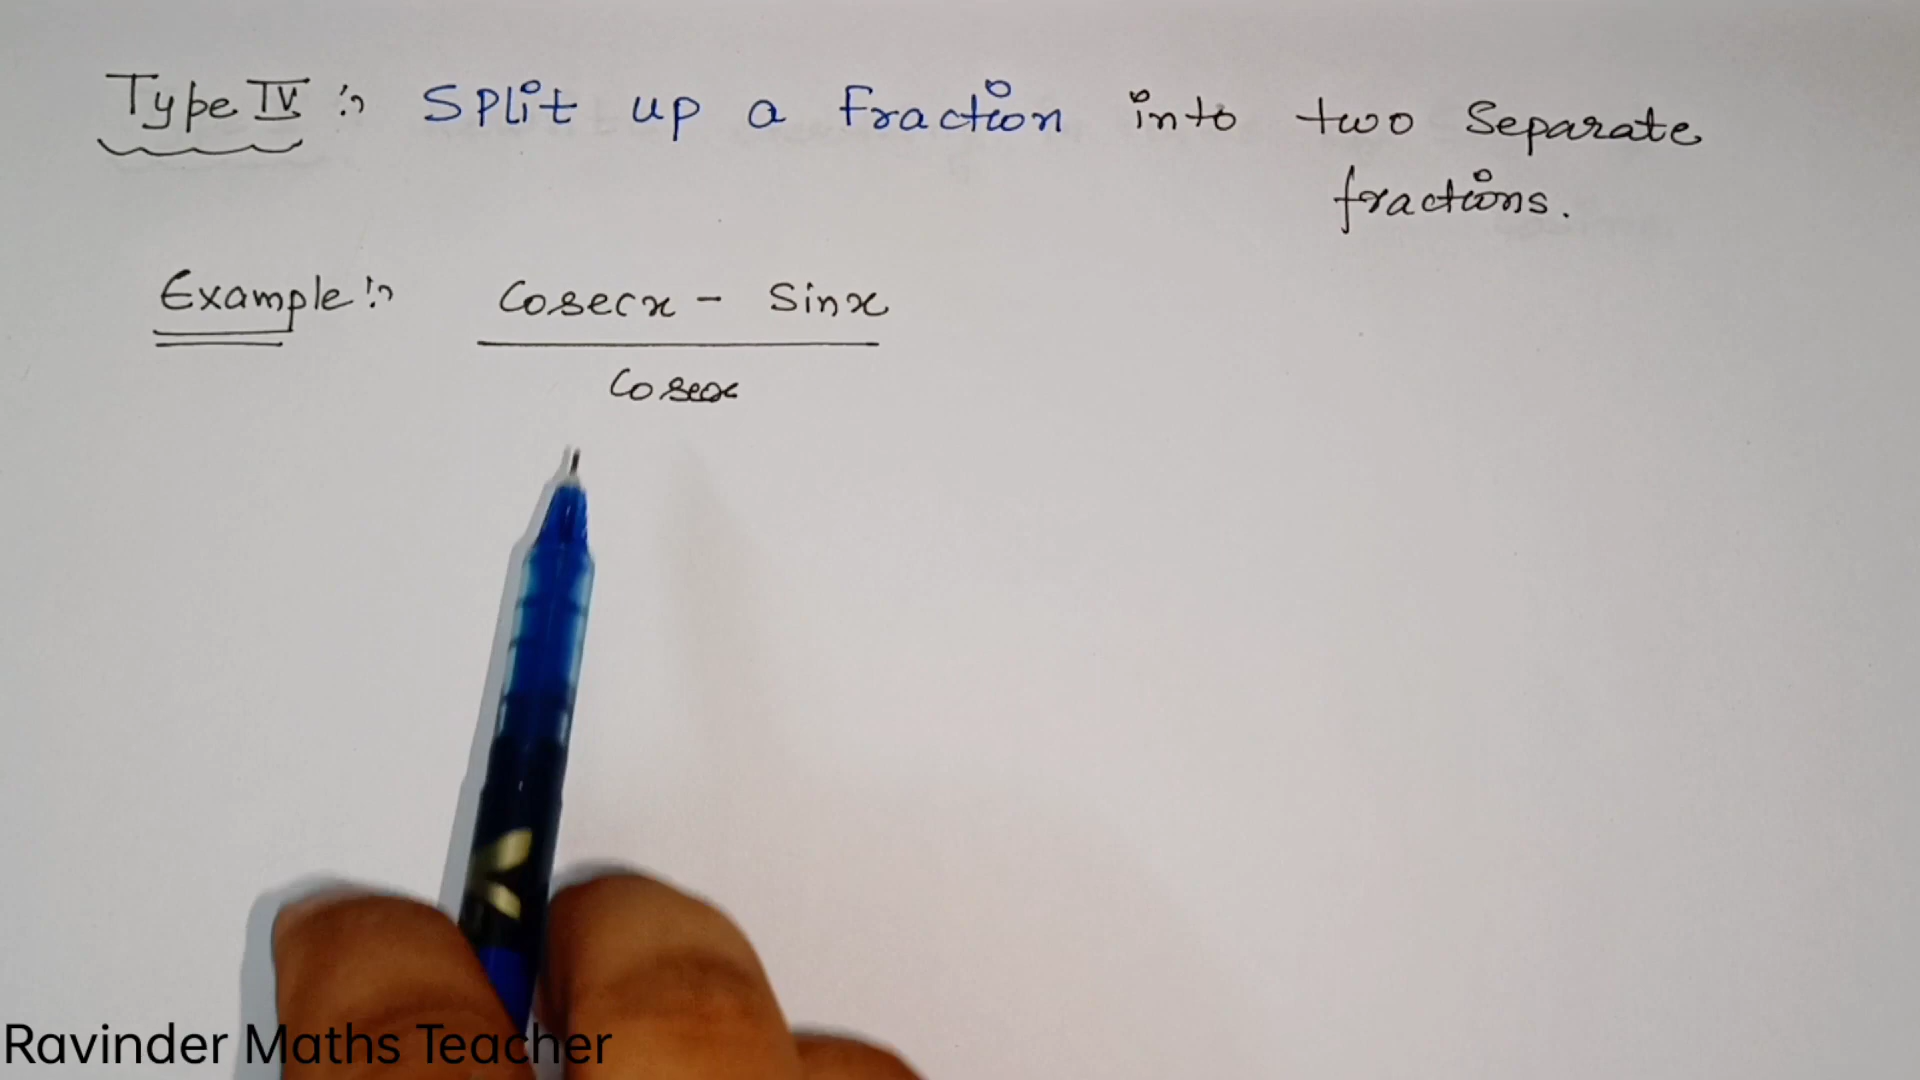 Type IV :→ Split up a fraction into two separate
fractions.
Example :→ Cosecx - Sinx
Cosecx
Ravinder Maths Teacher